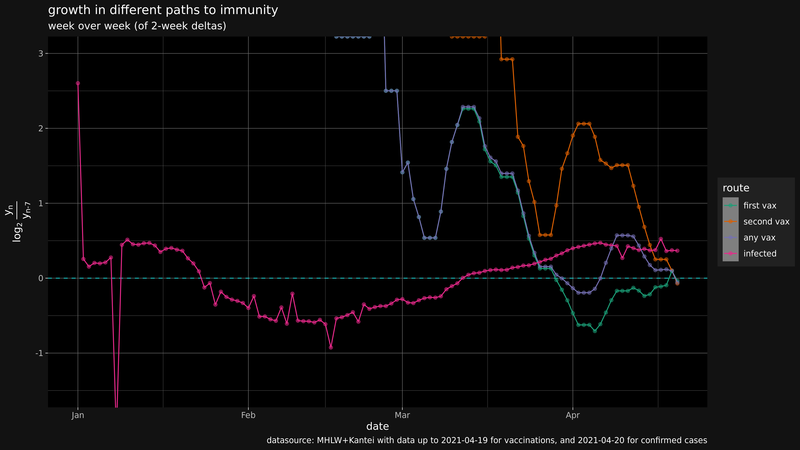 growth in different paths to immunity
week over week (of 2-week deltas)
3
2
1
0
-1
log2 yn/yn-7
Jan Feb Mar Apr
date
route
first vax
second vax
any vax
infected
datasource: MHLW+Kantei with data up to 2021-04-19 for vaccinations, and 2021-04-20 for confirmed cases